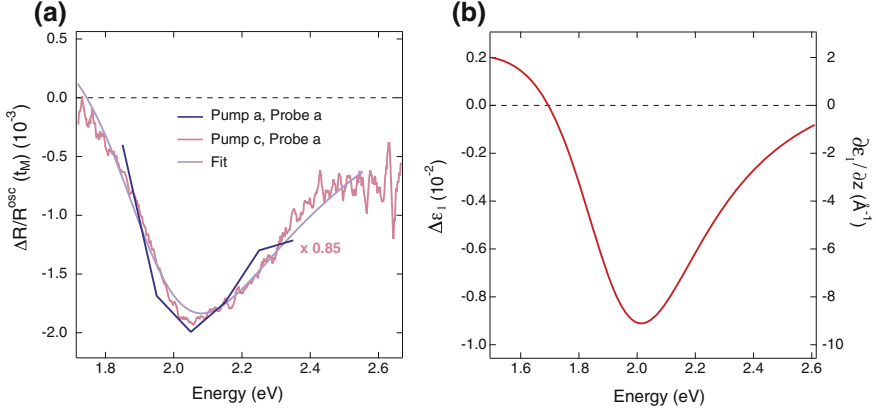 (a)
0.5
0.0
-0.5
-1.0
-1.5
-2.0
ΔR/R^osc (t_M) (10^-3)
Pump a, Probe a
Pump c, Probe a
Fit
x 0.85
1.8
2.0
2.2
2.4
2.6
Energy (eV)
(b)
0.2
0.0
-0.2
-0.4
-0.6
-0.8
-1.0
Δε_1 (10^-2)
2
0
-2
-4
-6
-8
-10
∂ε_1 / ∂z (Å^-1)
1.6
1.8
2.0
2.2
2.4
2.6
Energy (eV)